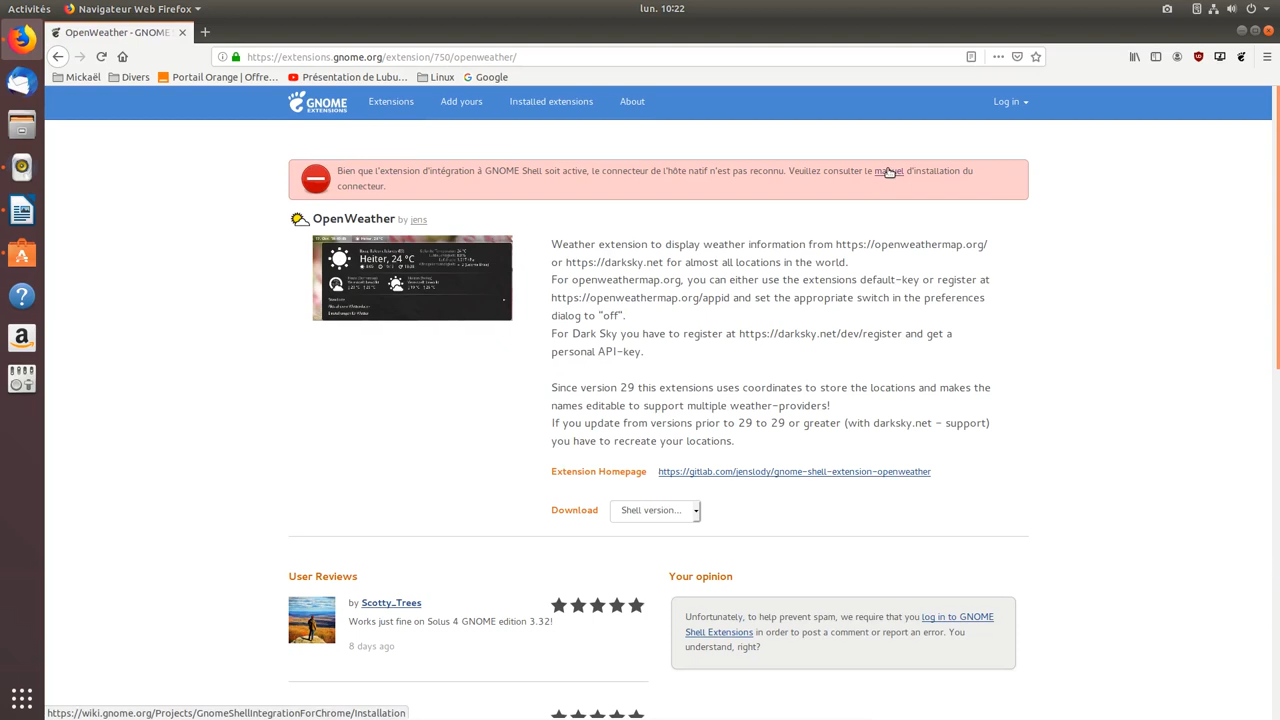 Activités
Navigateur Web Firefox
lun. 10:22
OpenWeather - GNOME S
https://extensions.gnome.org/extension/750/openweather/
Mickaël
Divers
Portail Orange | Offre...
Présentation de Lubu...
Linux
Google
GNOME
EXTENSIONS
Extensions
Add yours
Installed extensions
About
Log in
Bien que l'extension d'intégration à GNOME Shell soit active, le connecteur de l'hôte natif n'est pas reconnu. Veuillez consulter le manuel d'installation du
connecteur.
OpenWeather by jens
Heiter, 24 °C
Weather extension to display weather information from https://openweathermap.org/
or https://darksky.net for almost all locations in the world.
For openweathermap.org, you can either use the extensions default-key or register at
https://openweathermap.org/appid and set the appropriate switch in the preferences
dialog to "off".
For Dark Sky you have to register at https://darksky.net/dev/register and get a
personal API-key.
Since version 29 this extensions uses coordinates to store the locations and makes the
names editable to support multiple weather-providers!
If you update from versions prior to 29 to 29 or greater (with darksky.net - support)
you have to recreate your locations.
Extension Homepage https://gitlab.com/jenslody/gnome-shell-extension-openweather
Download Shell version...
User Reviews
by Scotty_Trees
Works just fine on Solus 4 GNOME edition 3.32!
8 days ago
Your opinion
Unfortunately, to help prevent spam, we require that you log in to GNOME
Shell Extensions in order to post a comment or report an error. You
understand, right?
https://wiki.gnome.org/Projects/GnomeShellIntegrationForChrome/Installation